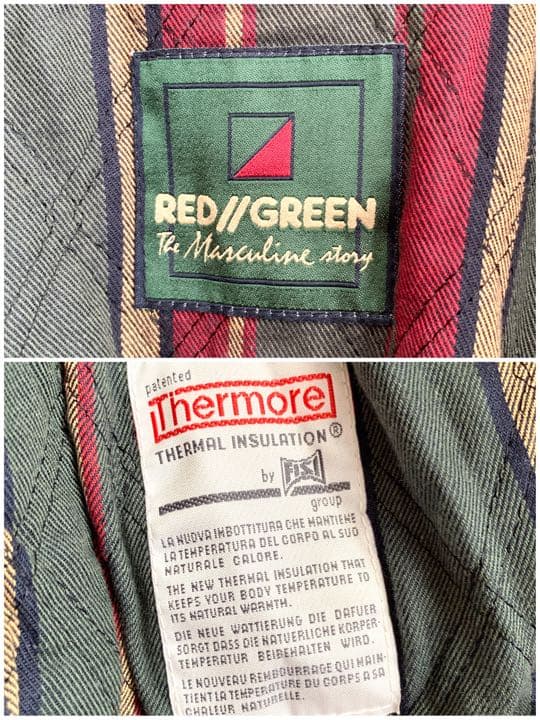 RED//GREEN
The Masculine story
patented
Thermore
THERMAL INSULATION®
by FISI
group
LA NUOVA IMBOTTITURA CHE MANTIENE
LA TEMPERATURA DEL CORPO AL SUO
NATURALE CALORE.
THE NEW THERMAL INSULATION THAT
KEEPS YOUR BODY TEMPERATURE TO
ITS NATURAL WARMTH.
DIE NEUE WATTIERUNG DIE DAFUER
SORGT DASS DIE NATUERLICHE KÖRPER-
TEMPERATUR BEIBEHALTEN WIRD.
LE NOUVEAU REMBOURRAGE QUI MAIN-
TIENT LA TEMPERATURE DU CORPS A SA
CHALEUR NATURELLE.